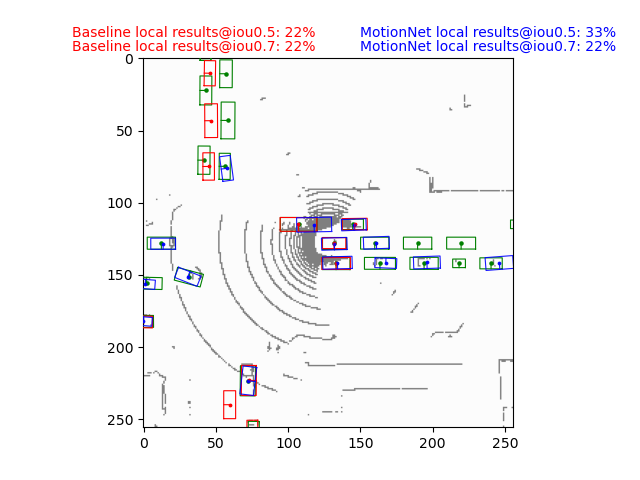 Baseline local results@iou0.5: 22% MotionNet local results@iou0.5: 33%
Baseline local results@iou0.7: 22% MotionNet local results@iou0.7: 22%
0
50
100
150
200
250
0 50 100 150 200 250